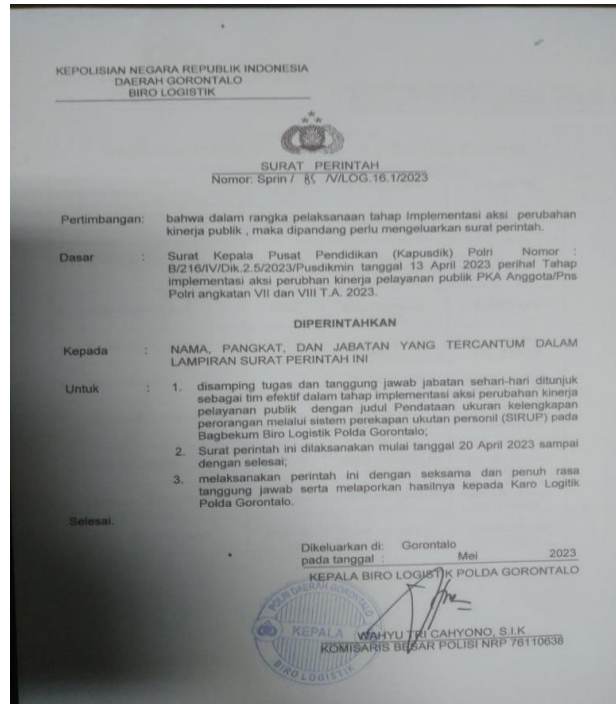 KEPOLISIAN NEGARA REPUBLIK INDONESIA
DAERAH GORONTALO
BIRO LOGISTIK
SURAT PERINTAH
Nomor: Sprin / 85 /V/LOG.16.1/2023
Pertimbangan: bahwa dalam rangka pelaksanaan tahap Implementasi aksi perubahan
kinerja publik , maka dipandang perlu mengeluarkan surat perintah.
Dasar : Surat Kepala Pusat Pendidikan (Kapusdik) Polri Nomor :
B/216/IV/Dik.2.5/2023/Pusdikmin tanggal 13 April 2023 perihal Tahap
implementasi aksi perubhan kinerja pelayanan publik PKA Anggota/Pns
Polri angkatan VII dan VIII T.A. 2023.
DIPERINTAHKAN
Kepada : NAMA, PANGKAT, DAN JABATAN YANG TERCANTUM DALAM
LAMPIRAN SURAT PERINTAH INI
Untuk : 1. disamping tugas dan tanggung jawab jabatan sehari-hari ditunjuk
sebagai tim efektif dalam tahap implementasi aksi perubahan kinerja
pelayanan publik dengan judul Pendataan ukuran kelengkapan
perorangan melalui sistem perekapan ukutan personil (SIRUP) pada
Bagbekum Biro Logistik Polda Gorontalo;
2. Surat perintah ini dilaksanakan mulai tanggal 20 April 2023 sampai
dengan selesai;
3. melaksanakan perintah ini dengan seksama dan penuh rasa
tanggung jawab serta melaporkan hasilnya kepada Karo Logitik
Polda Gorontalo.
Selesai.
Dikeluarkan di: Gorontalo
pada tanggal : Mei 2023
KEPALA BIRO LOGISTIK POLDA GORONTALO
POLRI DAERAH GORONTALO
KEPALA
BIRO LOGISTIK
WAHYU TRI CAHYONO, S.I.K
KOMISARIS BESAR POLISI NRP 76110638